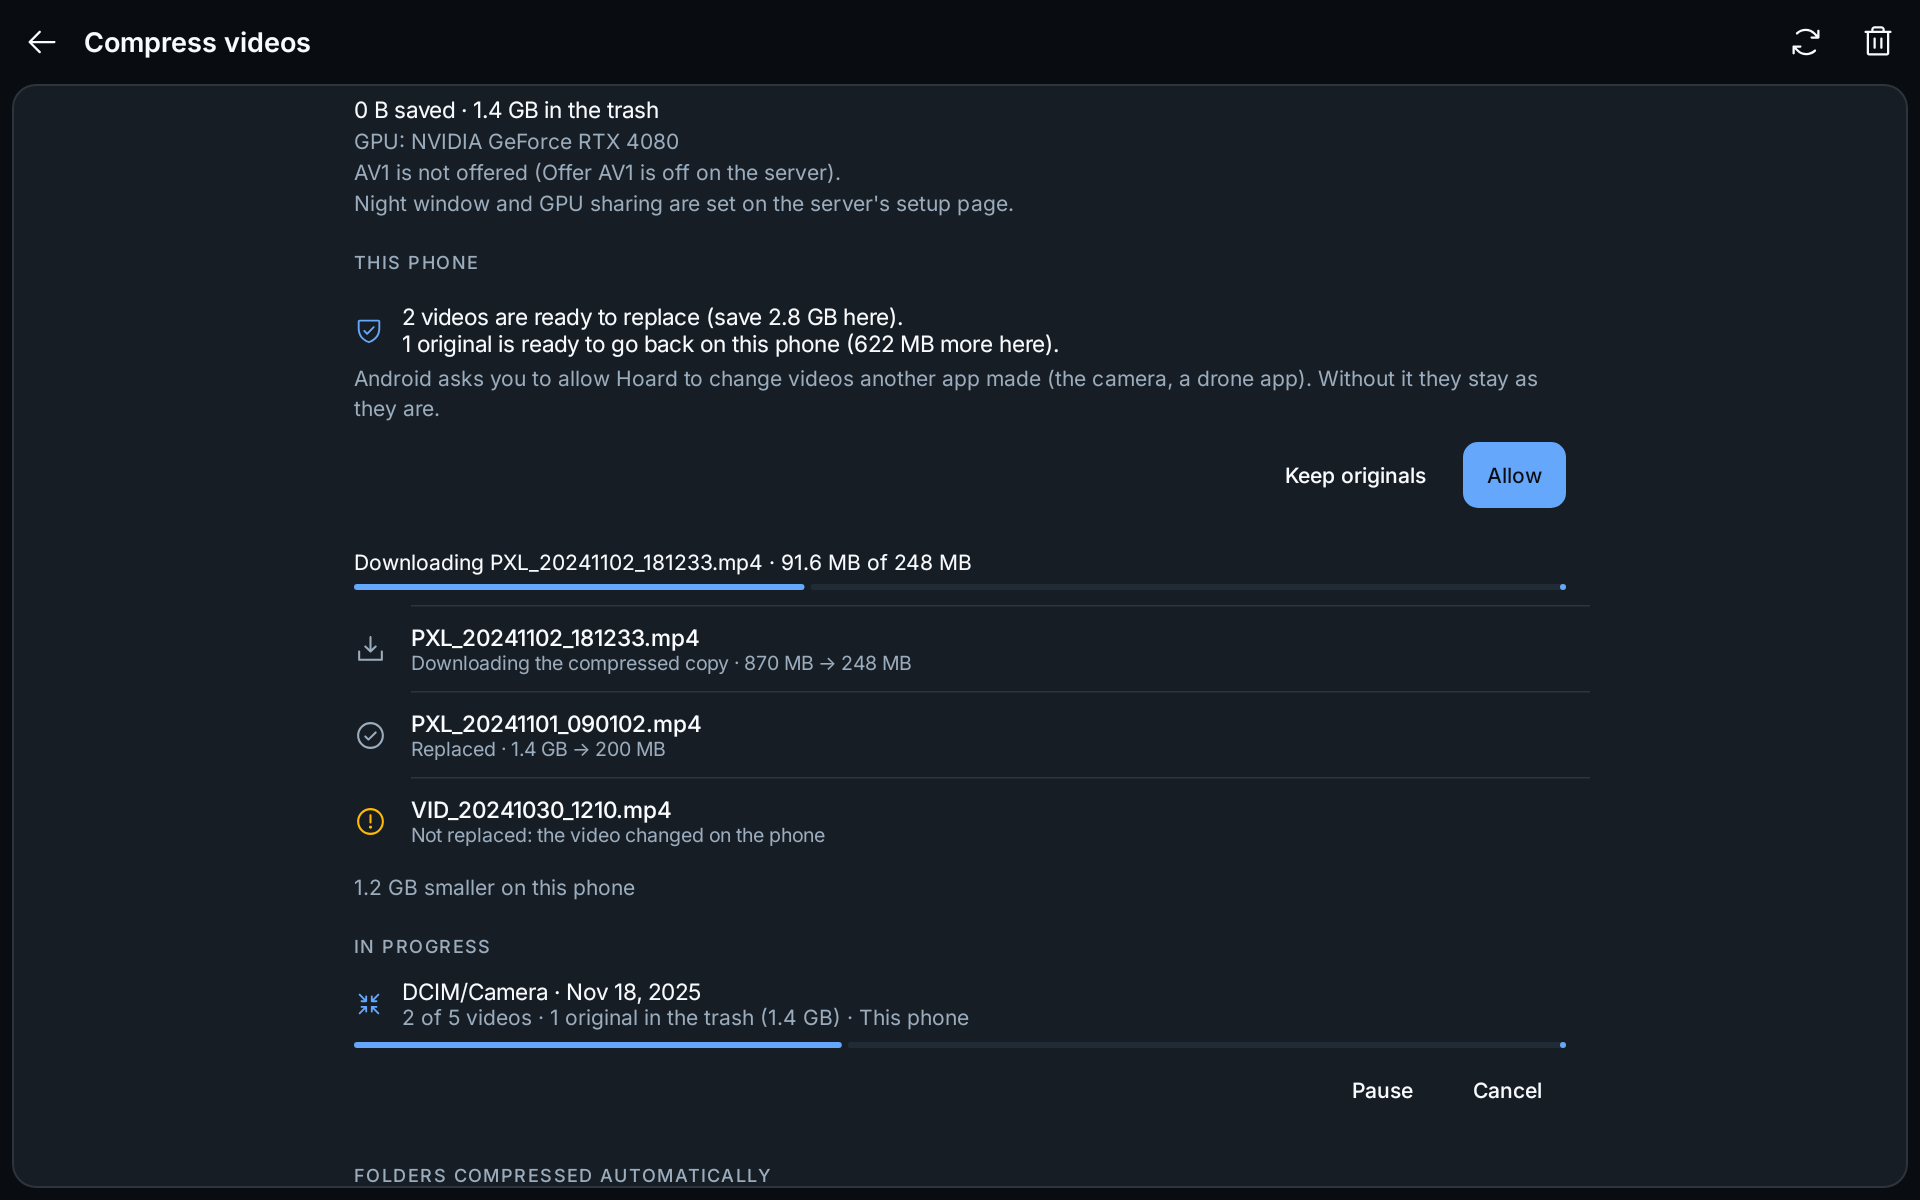 Compress videos
0 B saved · 1.4 GB in the trash
GPU: NVIDIA GeForce RTX 4080
AV1 is not offered (Offer AV1 is off on the server).
Night window and GPU sharing are set on the server's setup page.
THIS PHONE
2 videos are ready to replace (save 2.8 GB here).
1 original is ready to go back on this phone (622 MB more here).
Android asks you to allow Hoard to change videos another app made (the camera, a drone app). Without it they stay as
they are.
Keep originals
Allow
Downloading PXL_20241102_181233.mp4 · 91.6 MB of 248 MB
PXL_20241102_181233.mp4
Downloading the compressed copy · 870 MB → 248 MB
PXL_20241101_090102.mp4
Replaced · 1.4 GB → 200 MB
VID_20241030_1210.mp4
Not replaced: the video changed on the phone
1.2 GB smaller on this phone
IN PROGRESS
DCIM/Camera · Nov 18, 2025
2 of 5 videos · 1 original in the trash (1.4 GB) · This phone
Pause
Cancel
FOLDERS COMPRESSED AUTOMATICALLY